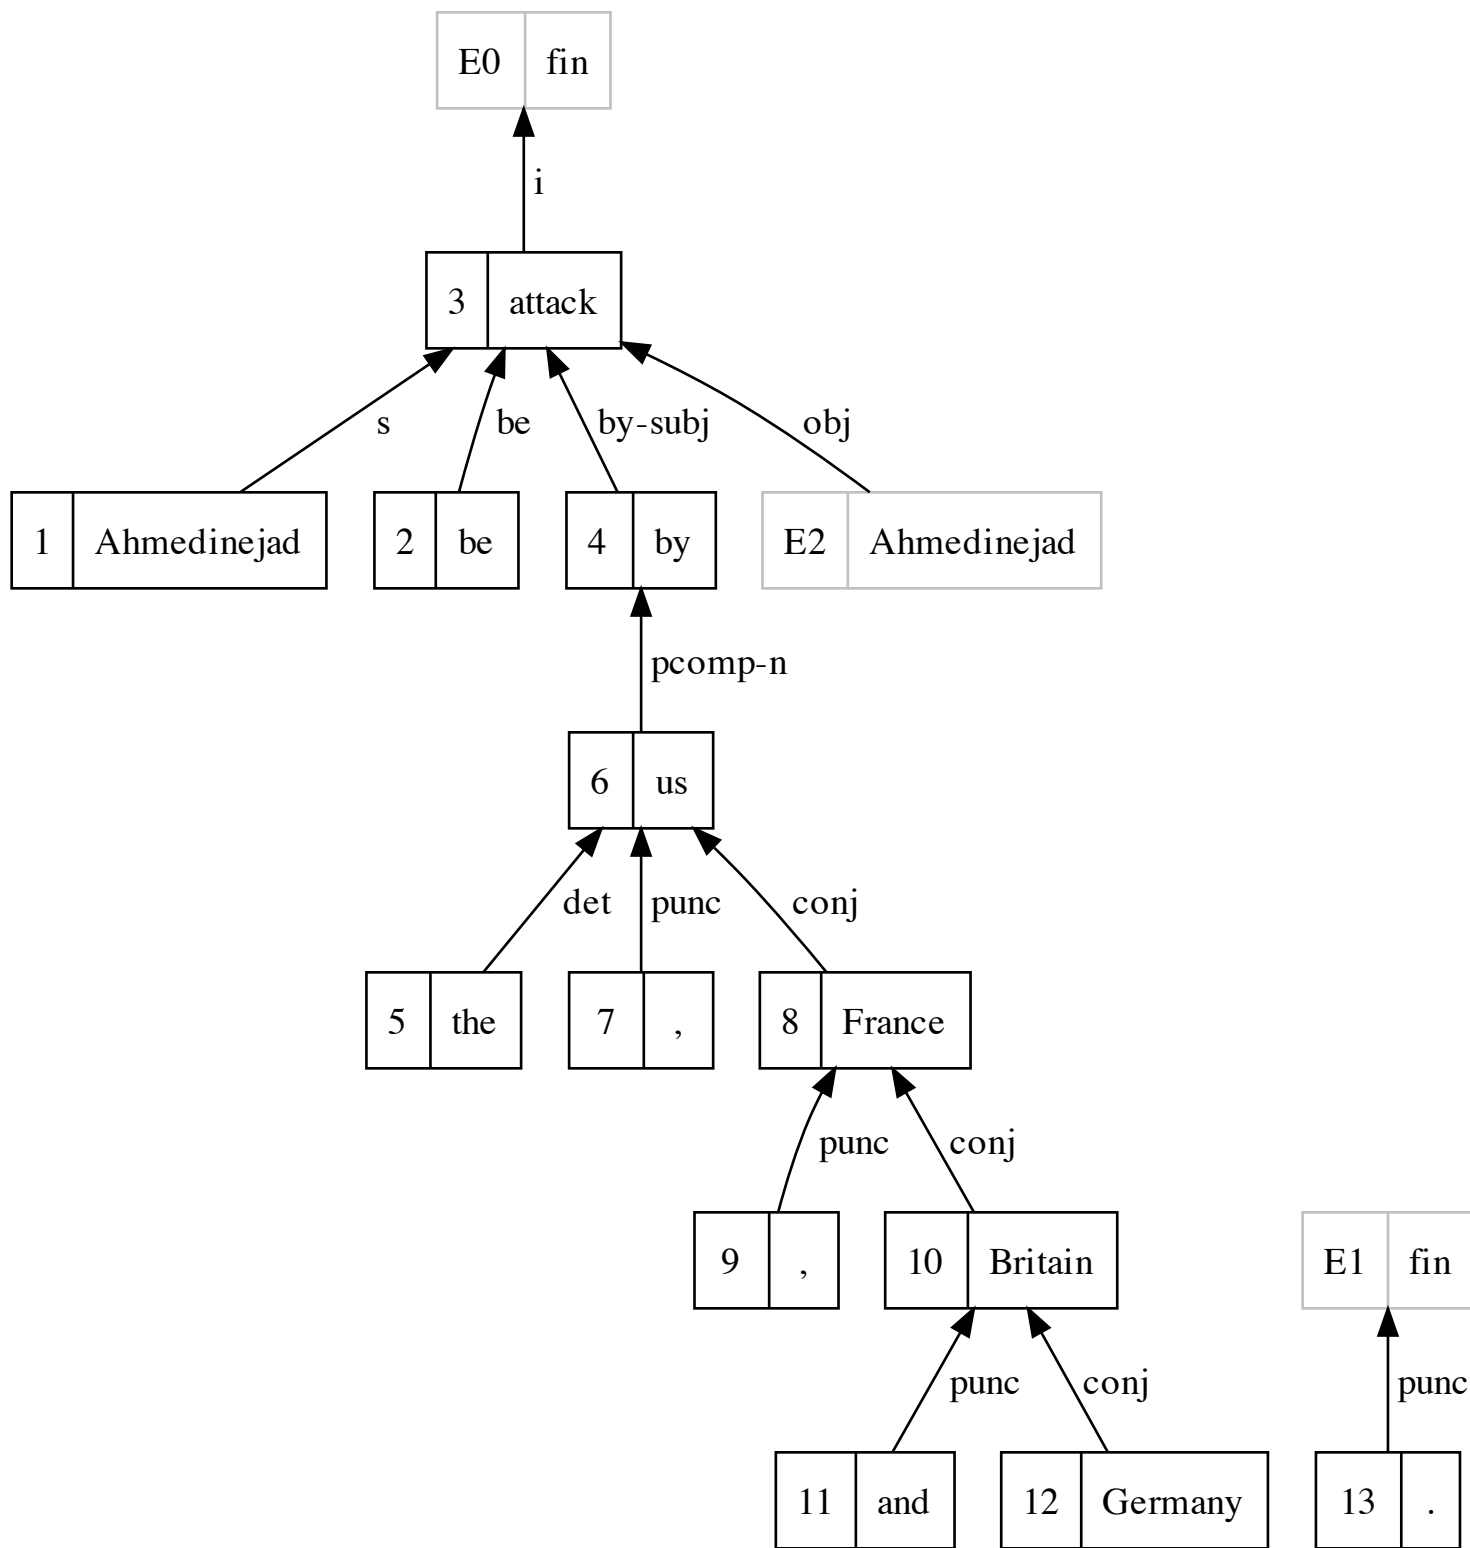 E0 fin
i
3 attack
s be by-subj obj
1 Ahmedinejad 2 be 4 by E2 Ahmedinejad
pcomp-n
6 us
det punc conj
5 the 7 , 8 France
punc conj
9 , 10 Britain E1 fin
punc conj punc
11 and 12 Germany 13 .